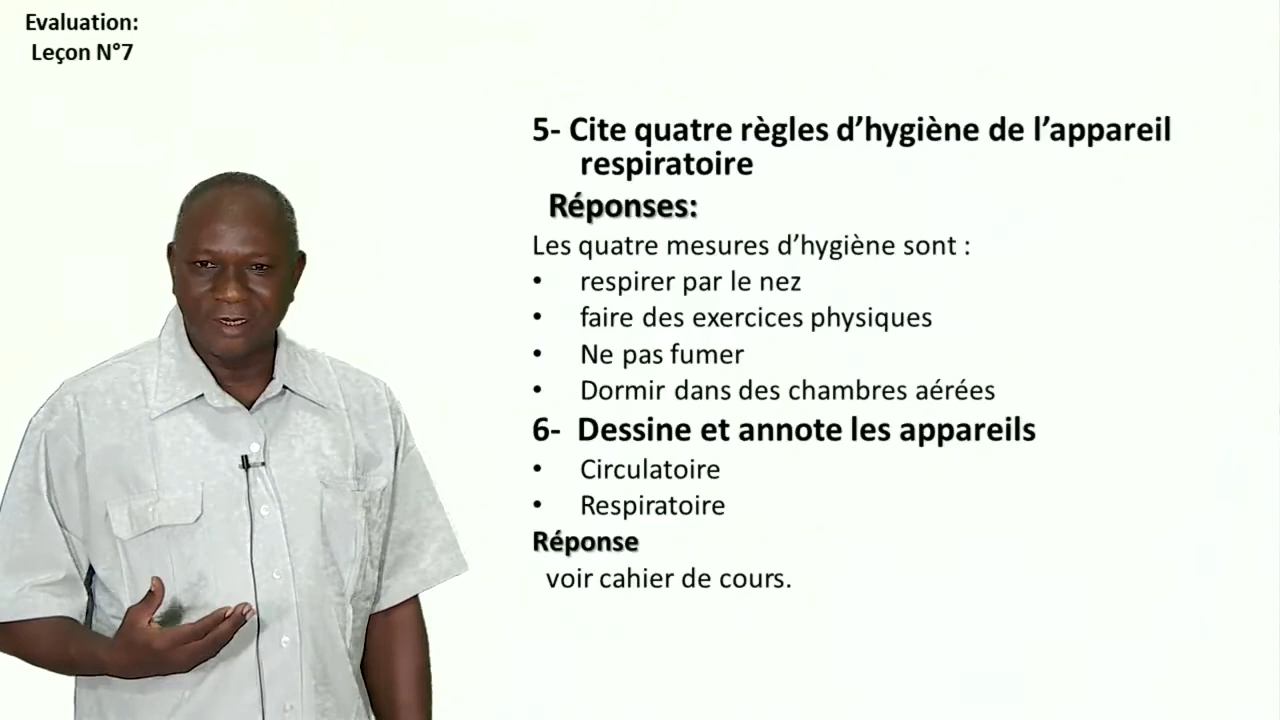 Evaluation:
Leçon N°7
5- Cite quatre règles d’hygiène de l’appareil
respiratoire
Réponses:
Les quatre mesures d’hygiène sont :
• respirer par le nez
• faire des exercices physiques
• Ne pas fumer
• Dormir dans des chambres aérées
6- Dessine et annote les appareils
• Circulatoire
• Respiratoire
Réponse
voir cahier de cours.